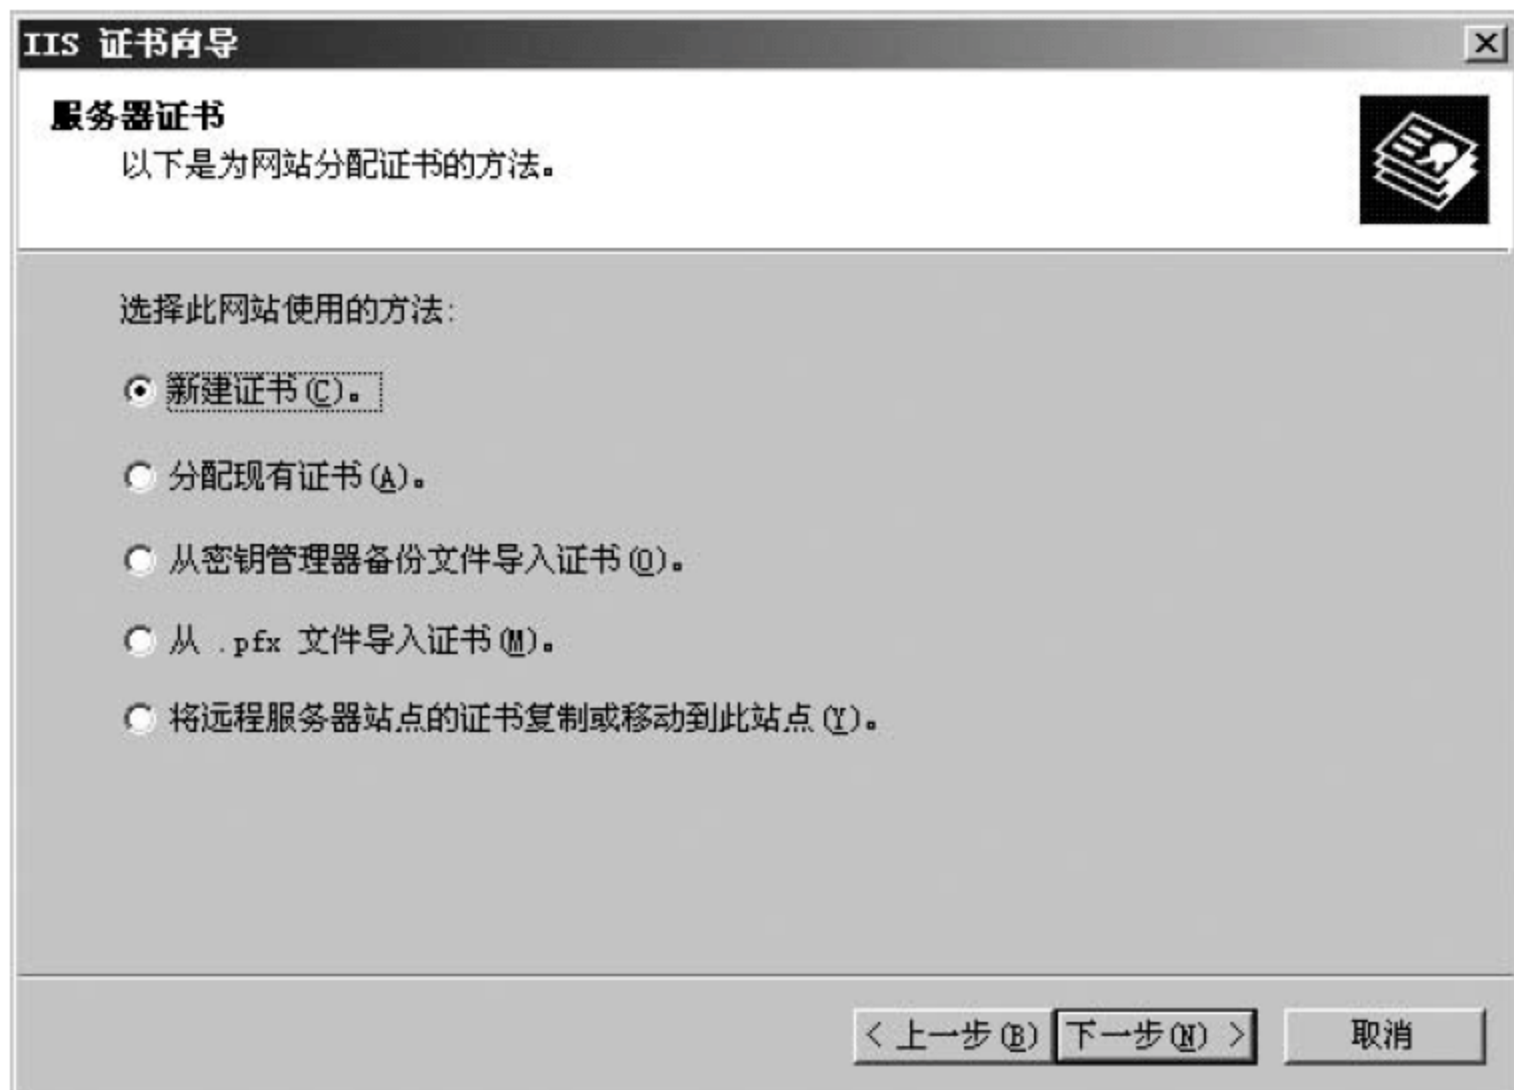 IIS 证书向导
服务器证书
以下是为网站分配证书的方法。
选择此网站使用的方法:
新建证书(C)。
分配现有证书(A)。
从密钥管理器备份文件导入证书(O)。
从 .pfx 文件导入证书(M)。
将远程服务器站点的证书复制或移动到此站点(Y)。
< 上一步(B) 下一步(N) > 取消